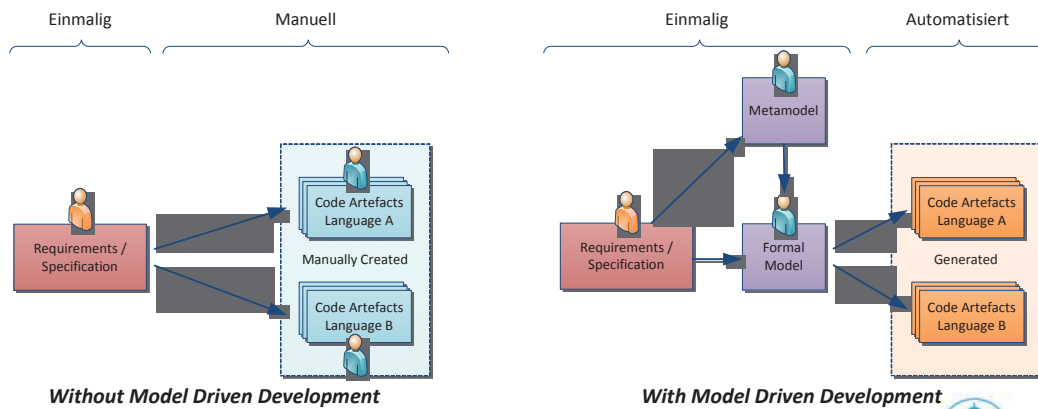 Einmalig
Manuell
Requirements /
Specification
Code Artefacts
Language A
Manually Created
Code Artefacts
Language B
Without Model Driven Development
Einmalig
Automatisiert
Metamodel
Requirements /
Specification
Formal
Model
Code Artefacts
Language A
Generated
Code Artefacts
Language B
With Model Driven Development